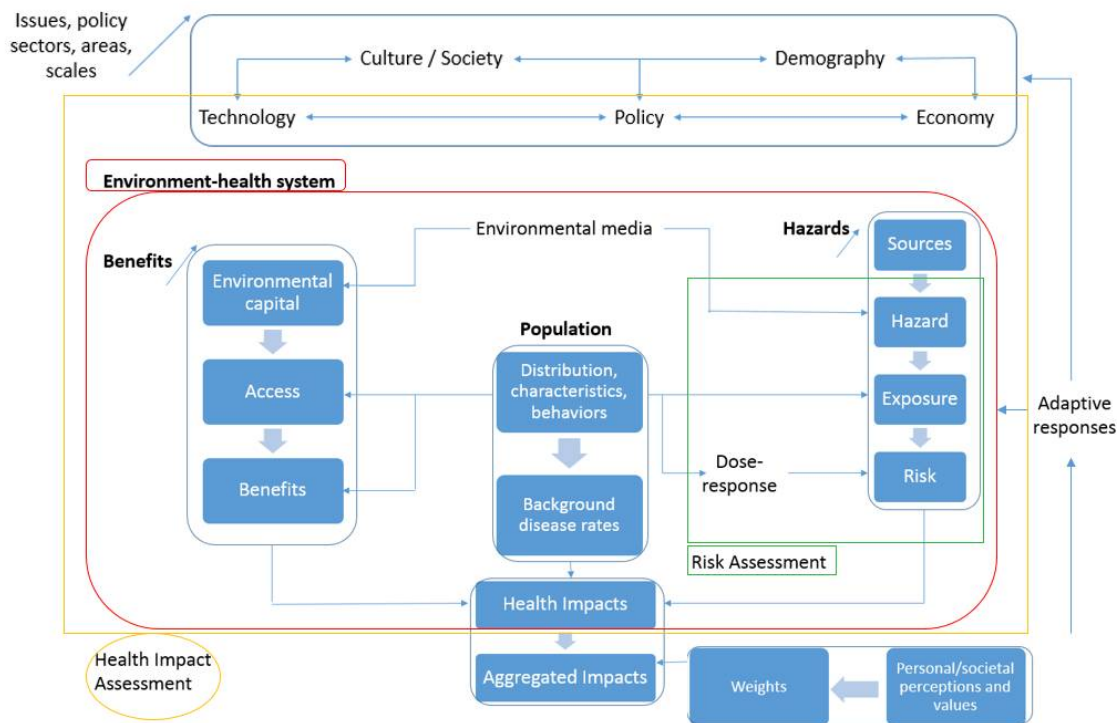 Issues, policy
sectors, areas,
scales
Culture / Society
Demography
Technology
Policy
Economy
Environment-health system
Benefits
Environmental
capital
Access
Benefits
Environmental media
Population
Distribution,
characteristics,
behaviors
Background
disease rates
Dose-
response
Hazards
Sources
Hazard
Exposure
Risk
Risk Assessment
Adaptive
responses
Health Impacts
Aggregated Impacts
Weights
Personal/societal
perceptions and
values
Health Impact
Assessment